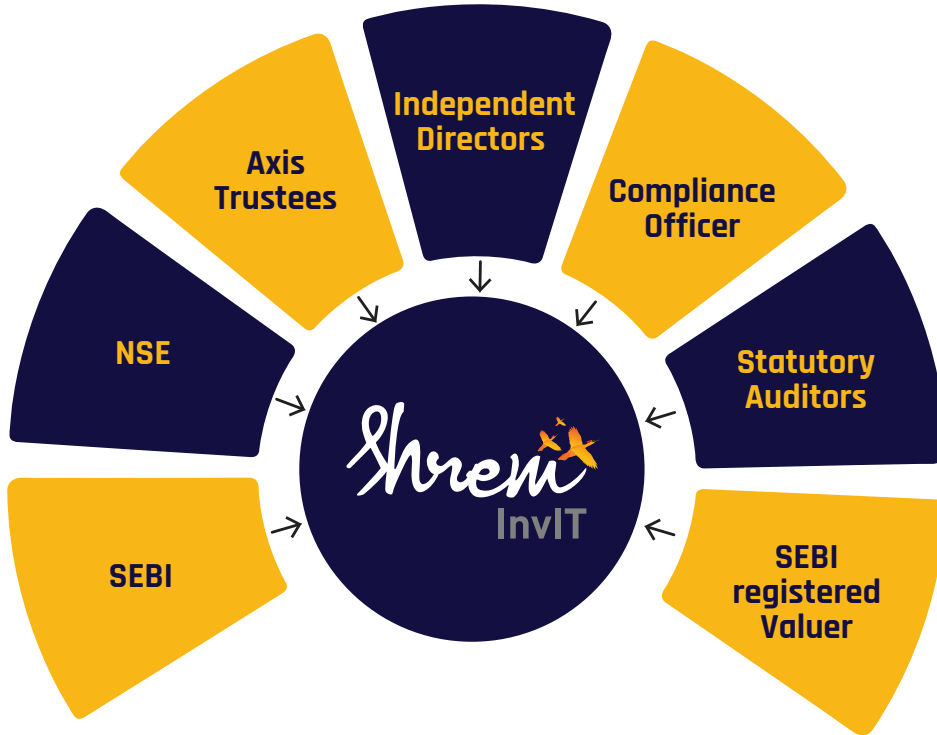 Independent
Directors
Axis
Trustees
Compliance
Officer
NSE
Statutory
Auditors
Shrem
InvIT
SEBI
SEBI
registered
Valuer